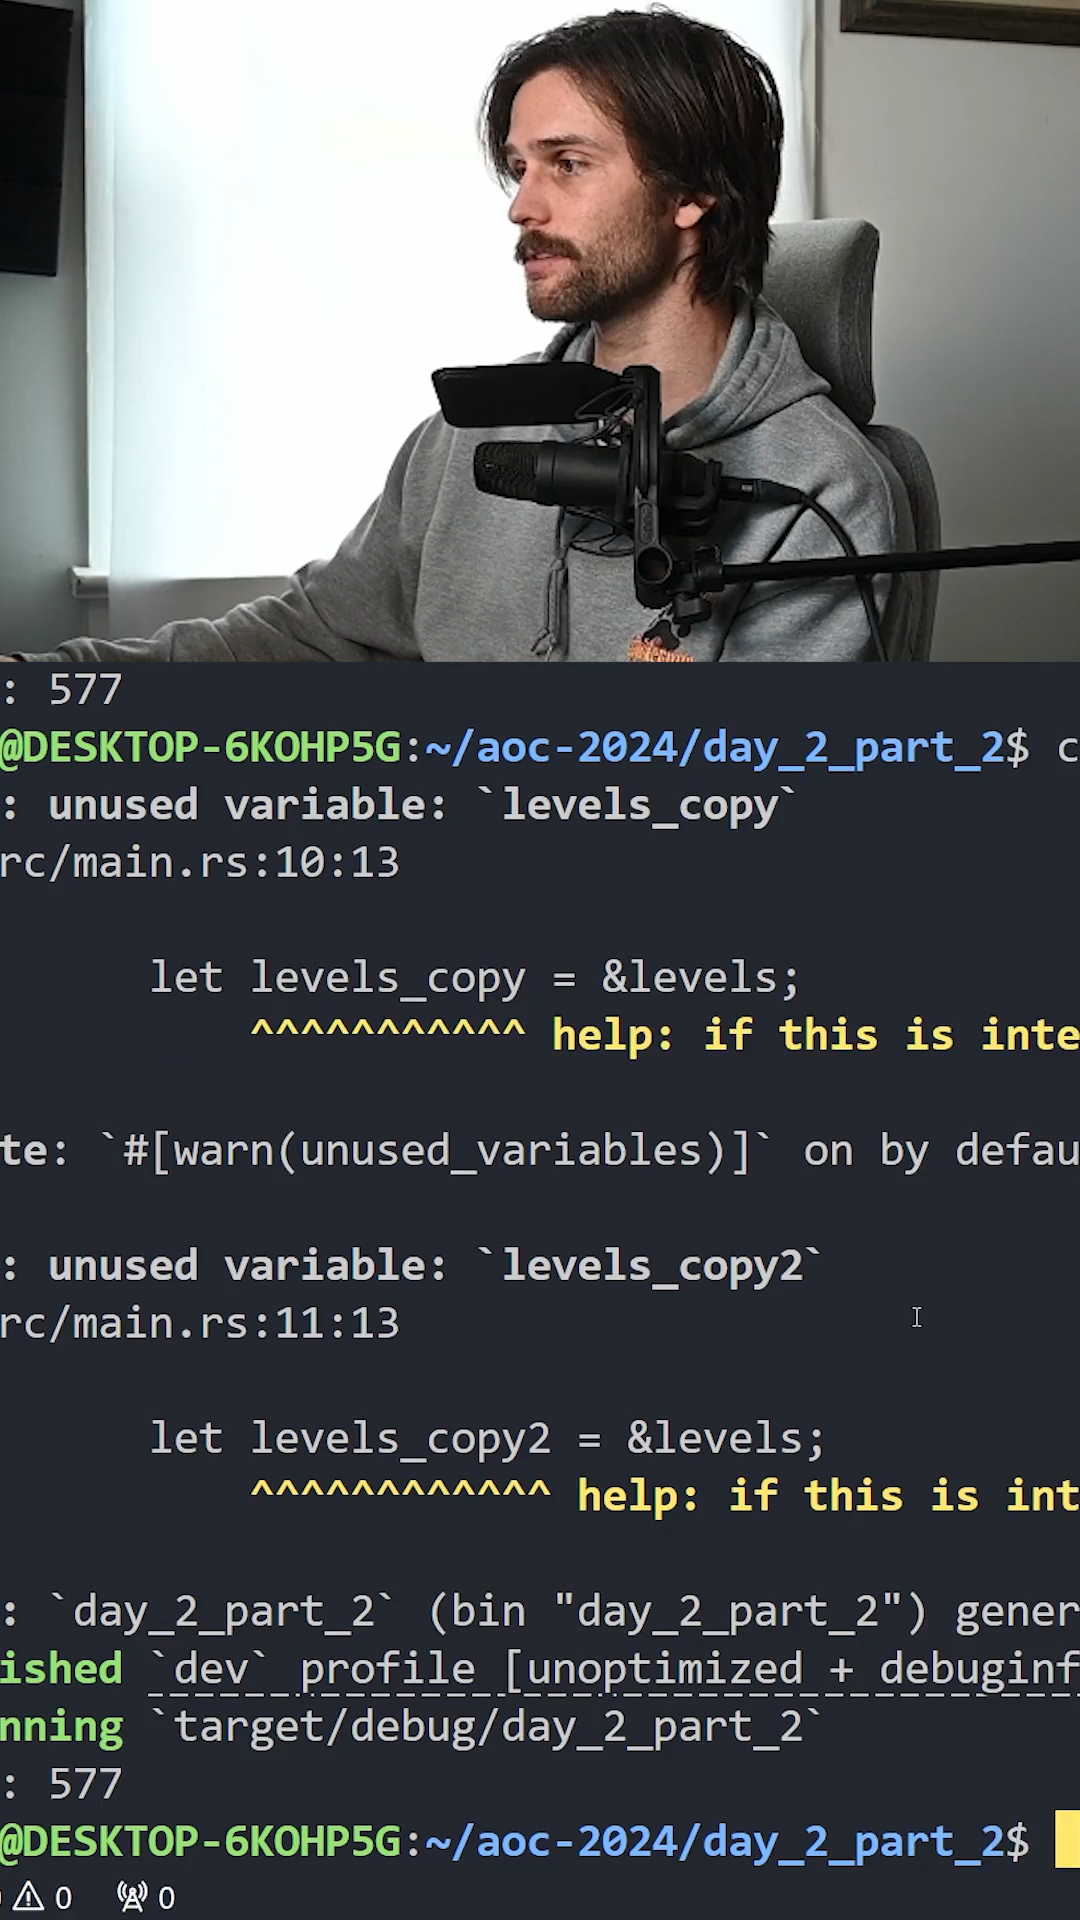 : 577
@DESKTOP-6KOHP5G:~/aoc-2024/day_2_part_2$ c
: unused variable: `levels_copy`
rc/main.rs:10:13
let levels_copy = &levels;
^^^^^^^^^^^ help: if this is inte
te: `#[warn(unused_variables)]` on by defau
: unused variable: `levels_copy2`
rc/main.rs:11:13
let levels_copy2 = &levels;
^^^^^^^^^^^^ help: if this is int
: `day_2_part_2` (bin "day_2_part_2") gener
ished `dev` profile [unoptimized + debuginf
nning `target/debug/day_2_part_2`
: 577
@DESKTOP-6KOHP5G:~/aoc-2024/day_2_part_2$
0 0